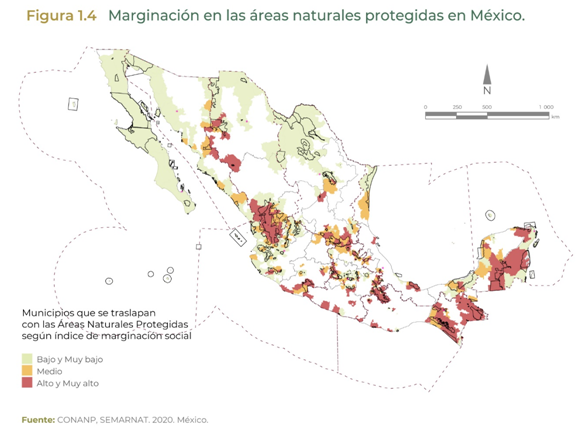 Figura 1.4 Marginación en las áreas naturales protegidas en México.
N
0 250 500 1 000
km
Municipios que se traslapan
con las Áreas Naturales Protegidas
según índice de marginación social
Bajo y Muy bajo
Medio
Alto y Muy alto
Fuente: CONANP, SEMARNAT. 2020. México.